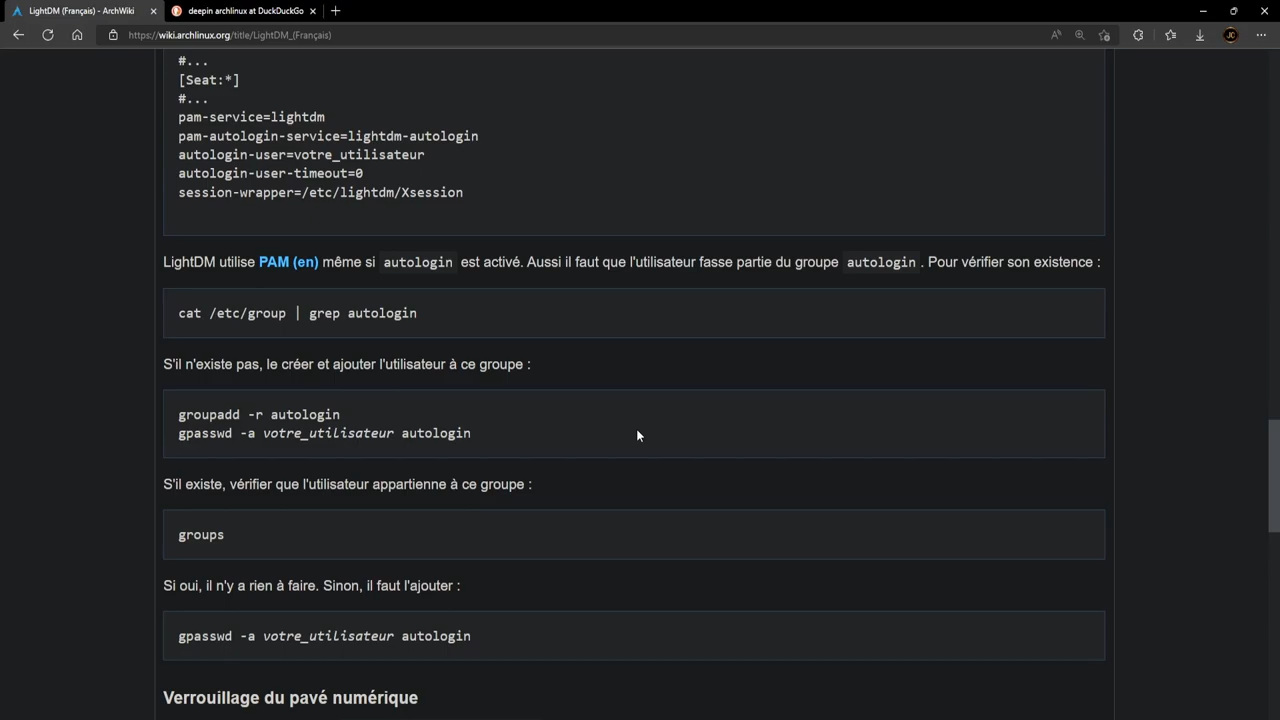 LightDM (Français) - ArchWiki
deepin archlinux at DuckDuckGo
https://wiki.archlinux.org/title/LightDM_(Français)
JC
#...
[Seat:*]
#...
pam-service=lightdm
pam-autologin-service=lightdm-autologin
autologin-user=votre_utilisateur
autologin-user-timeout=0
session-wrapper=/etc/lightdm/Xsession
LightDM utilise PAM (en) même si autologin est activé. Aussi il faut que l'utilisateur fasse partie du groupe autologin. Pour vérifier son existence :
cat /etc/group | grep autologin
S'il n'existe pas, le créer et ajouter l'utilisateur à ce groupe :
groupadd -r autologin
gpasswd -a votre_utilisateur autologin
S'il existe, vérifier que l'utilisateur appartienne à ce groupe :
groups
Si oui, il n'y a rien à faire. Sinon, il faut l'ajouter :
gpasswd -a votre_utilisateur autologin
Verrouillage du pavé numérique